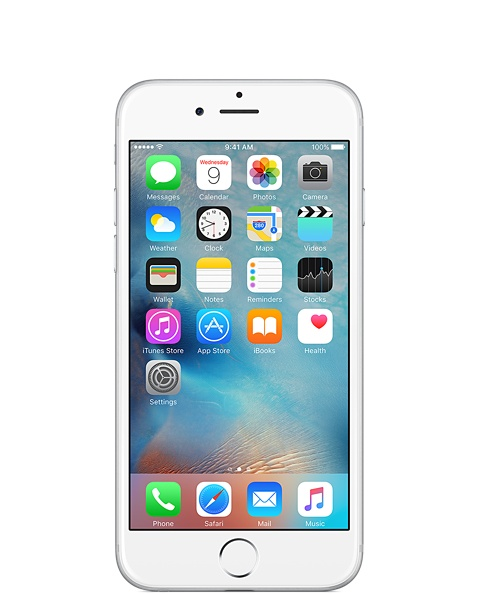 9:41 AM 100%
Wednesday
9
280
Messages Calendar Photos Camera
Weather Clock Maps Videos
Wallet Notes Reminders Stocks
iTunes Store App Store iBooks Health
Settings
Phone Safari Mail Music